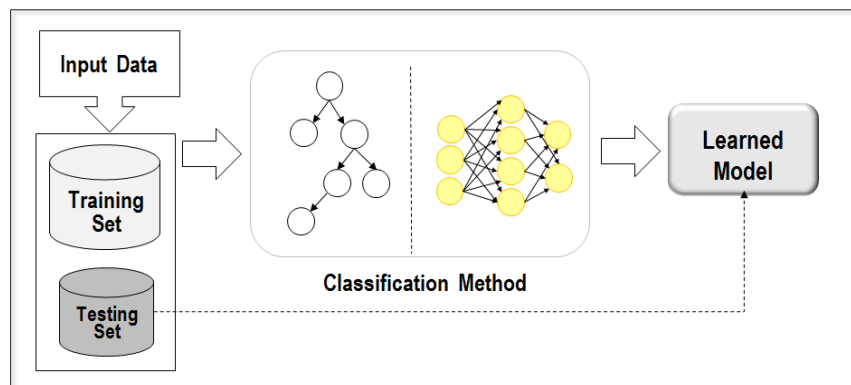 Input Data
Training
Set
Testing
Set
Classification Method
Learned
Model